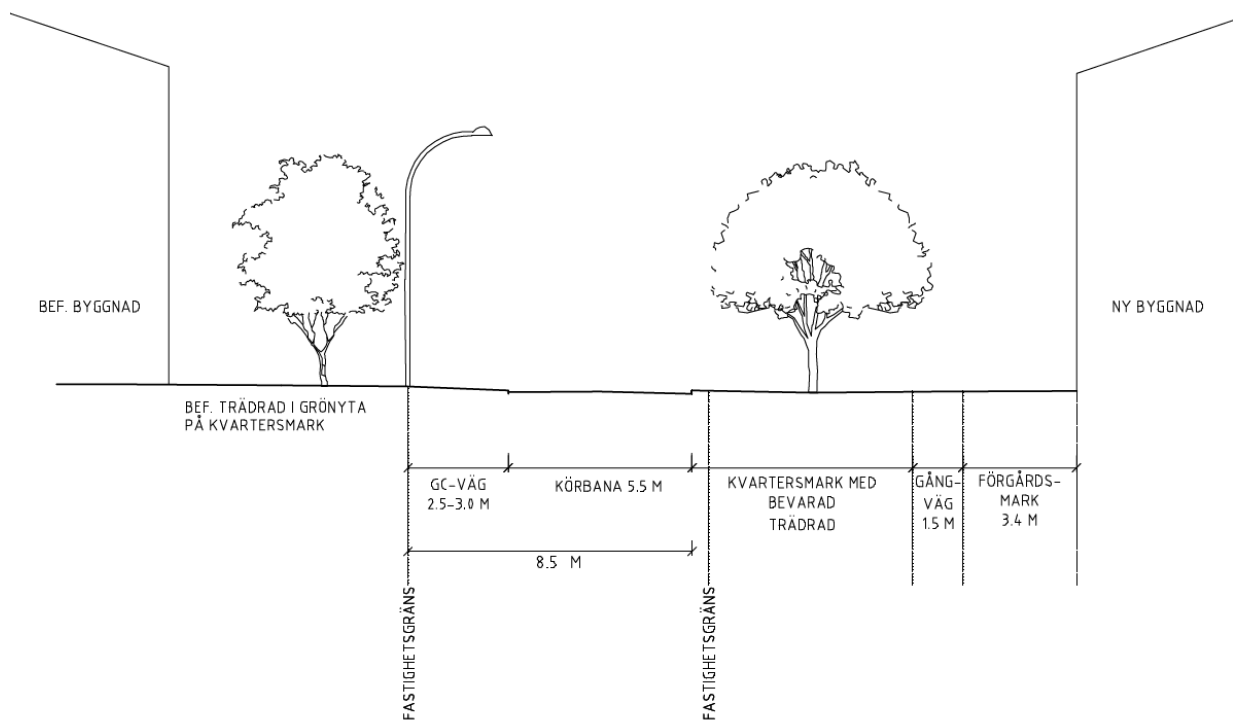 BEF. BYGGNAD
NY BYGGNAD
BEF. TRÄDRAD I GRÖNYTA
PÅ KVARTERSMARK
GC-VÄG
2.5-3.0 M
KÖRBANA 5.5 M
KVARTERSMARK MED
BEVARAD
TRÄDRAD
GÅNG-
VÄG
1.5 M
FÖRGÅRDS-
MARK
3.4 M
8.5 M
FASTIGHETSGRÄNS
FASTIGHETSGRÄNS